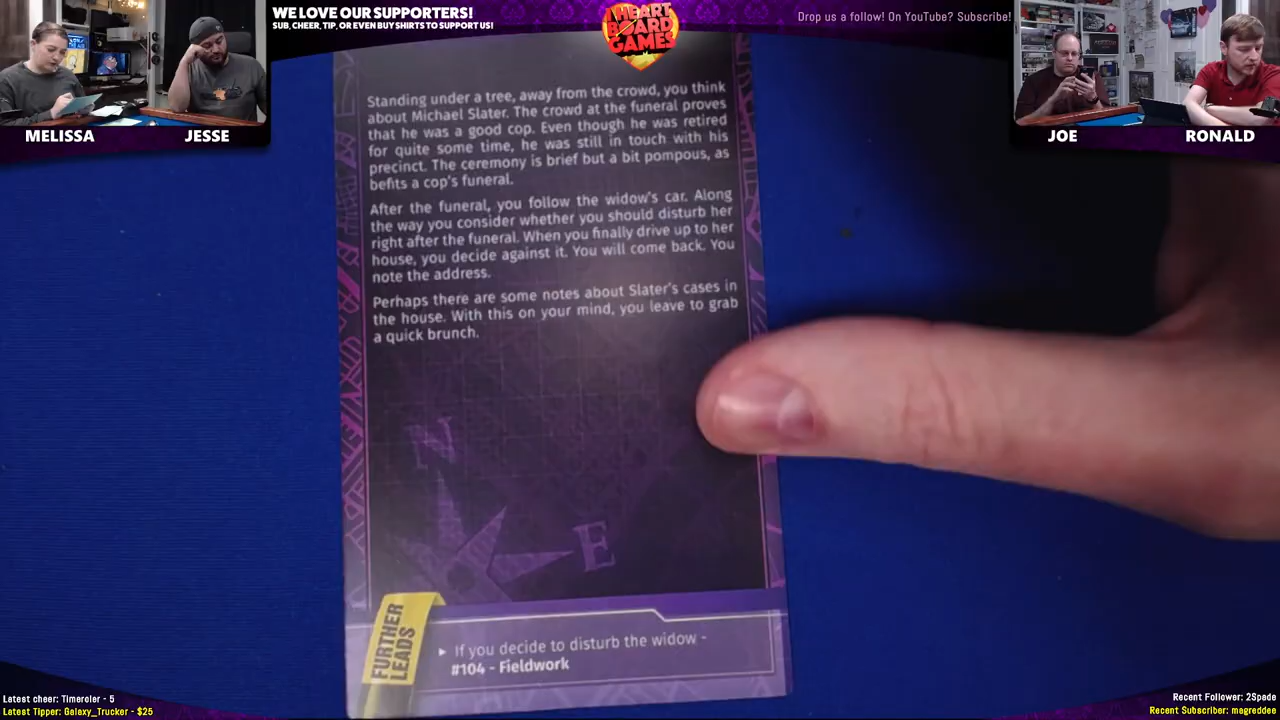 WE LOVE OUR SUPPORTERS!
SUB, CHEER, TIP, OR EVEN BUY SHIRTS TO SUPPORT US!
I HEART
BOARD
GAMES
Drop us a follow! On YouTube? Subscribe!
MELISSA
JESSE
JOE
RONALD
Standing under a tree, away from the crowd, you think
about Michael Slater. The crowd at the funeral proves
that he was a good cop. Even though he was retired
for quite some time, he was still in touch with his
precinct. The ceremony is brief but a bit pompous, as
befits a cop's funeral.
After the funeral, you follow the widow's car. Along
the way you consider whether you should disturb her
right after the funeral. When you finally drive up to her
house, you decide against it. You will come back. You
note the address.
Perhaps there are some notes about Slater's cases in
the house. With this on your mind, you leave to grab
a quick brunch.
N
E
FURTHER
LEADS
▸ If you decide to disturb the widow -
#104 - Fieldwork
Latest cheer: Timeroler - 5
Latest Tipper: Galaxy_Trucker - $25
Recent Follower: 2Spade
Recent Subscriber: magreddee